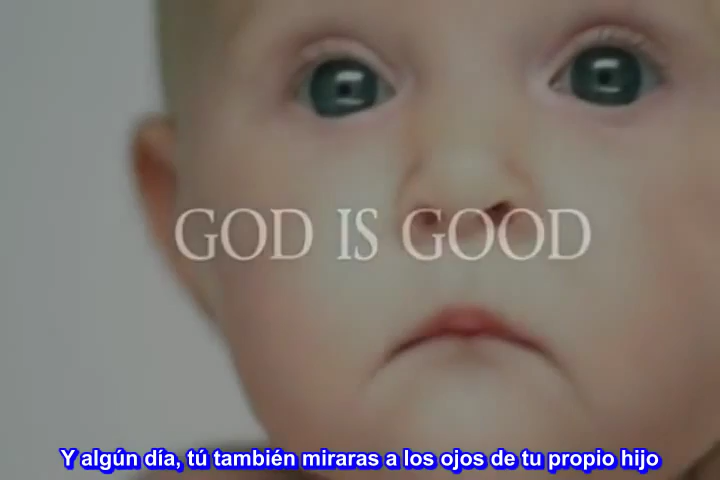 GOD IS GOOD
Y algún día, tú también miraras a los ojos de tu propio hijo